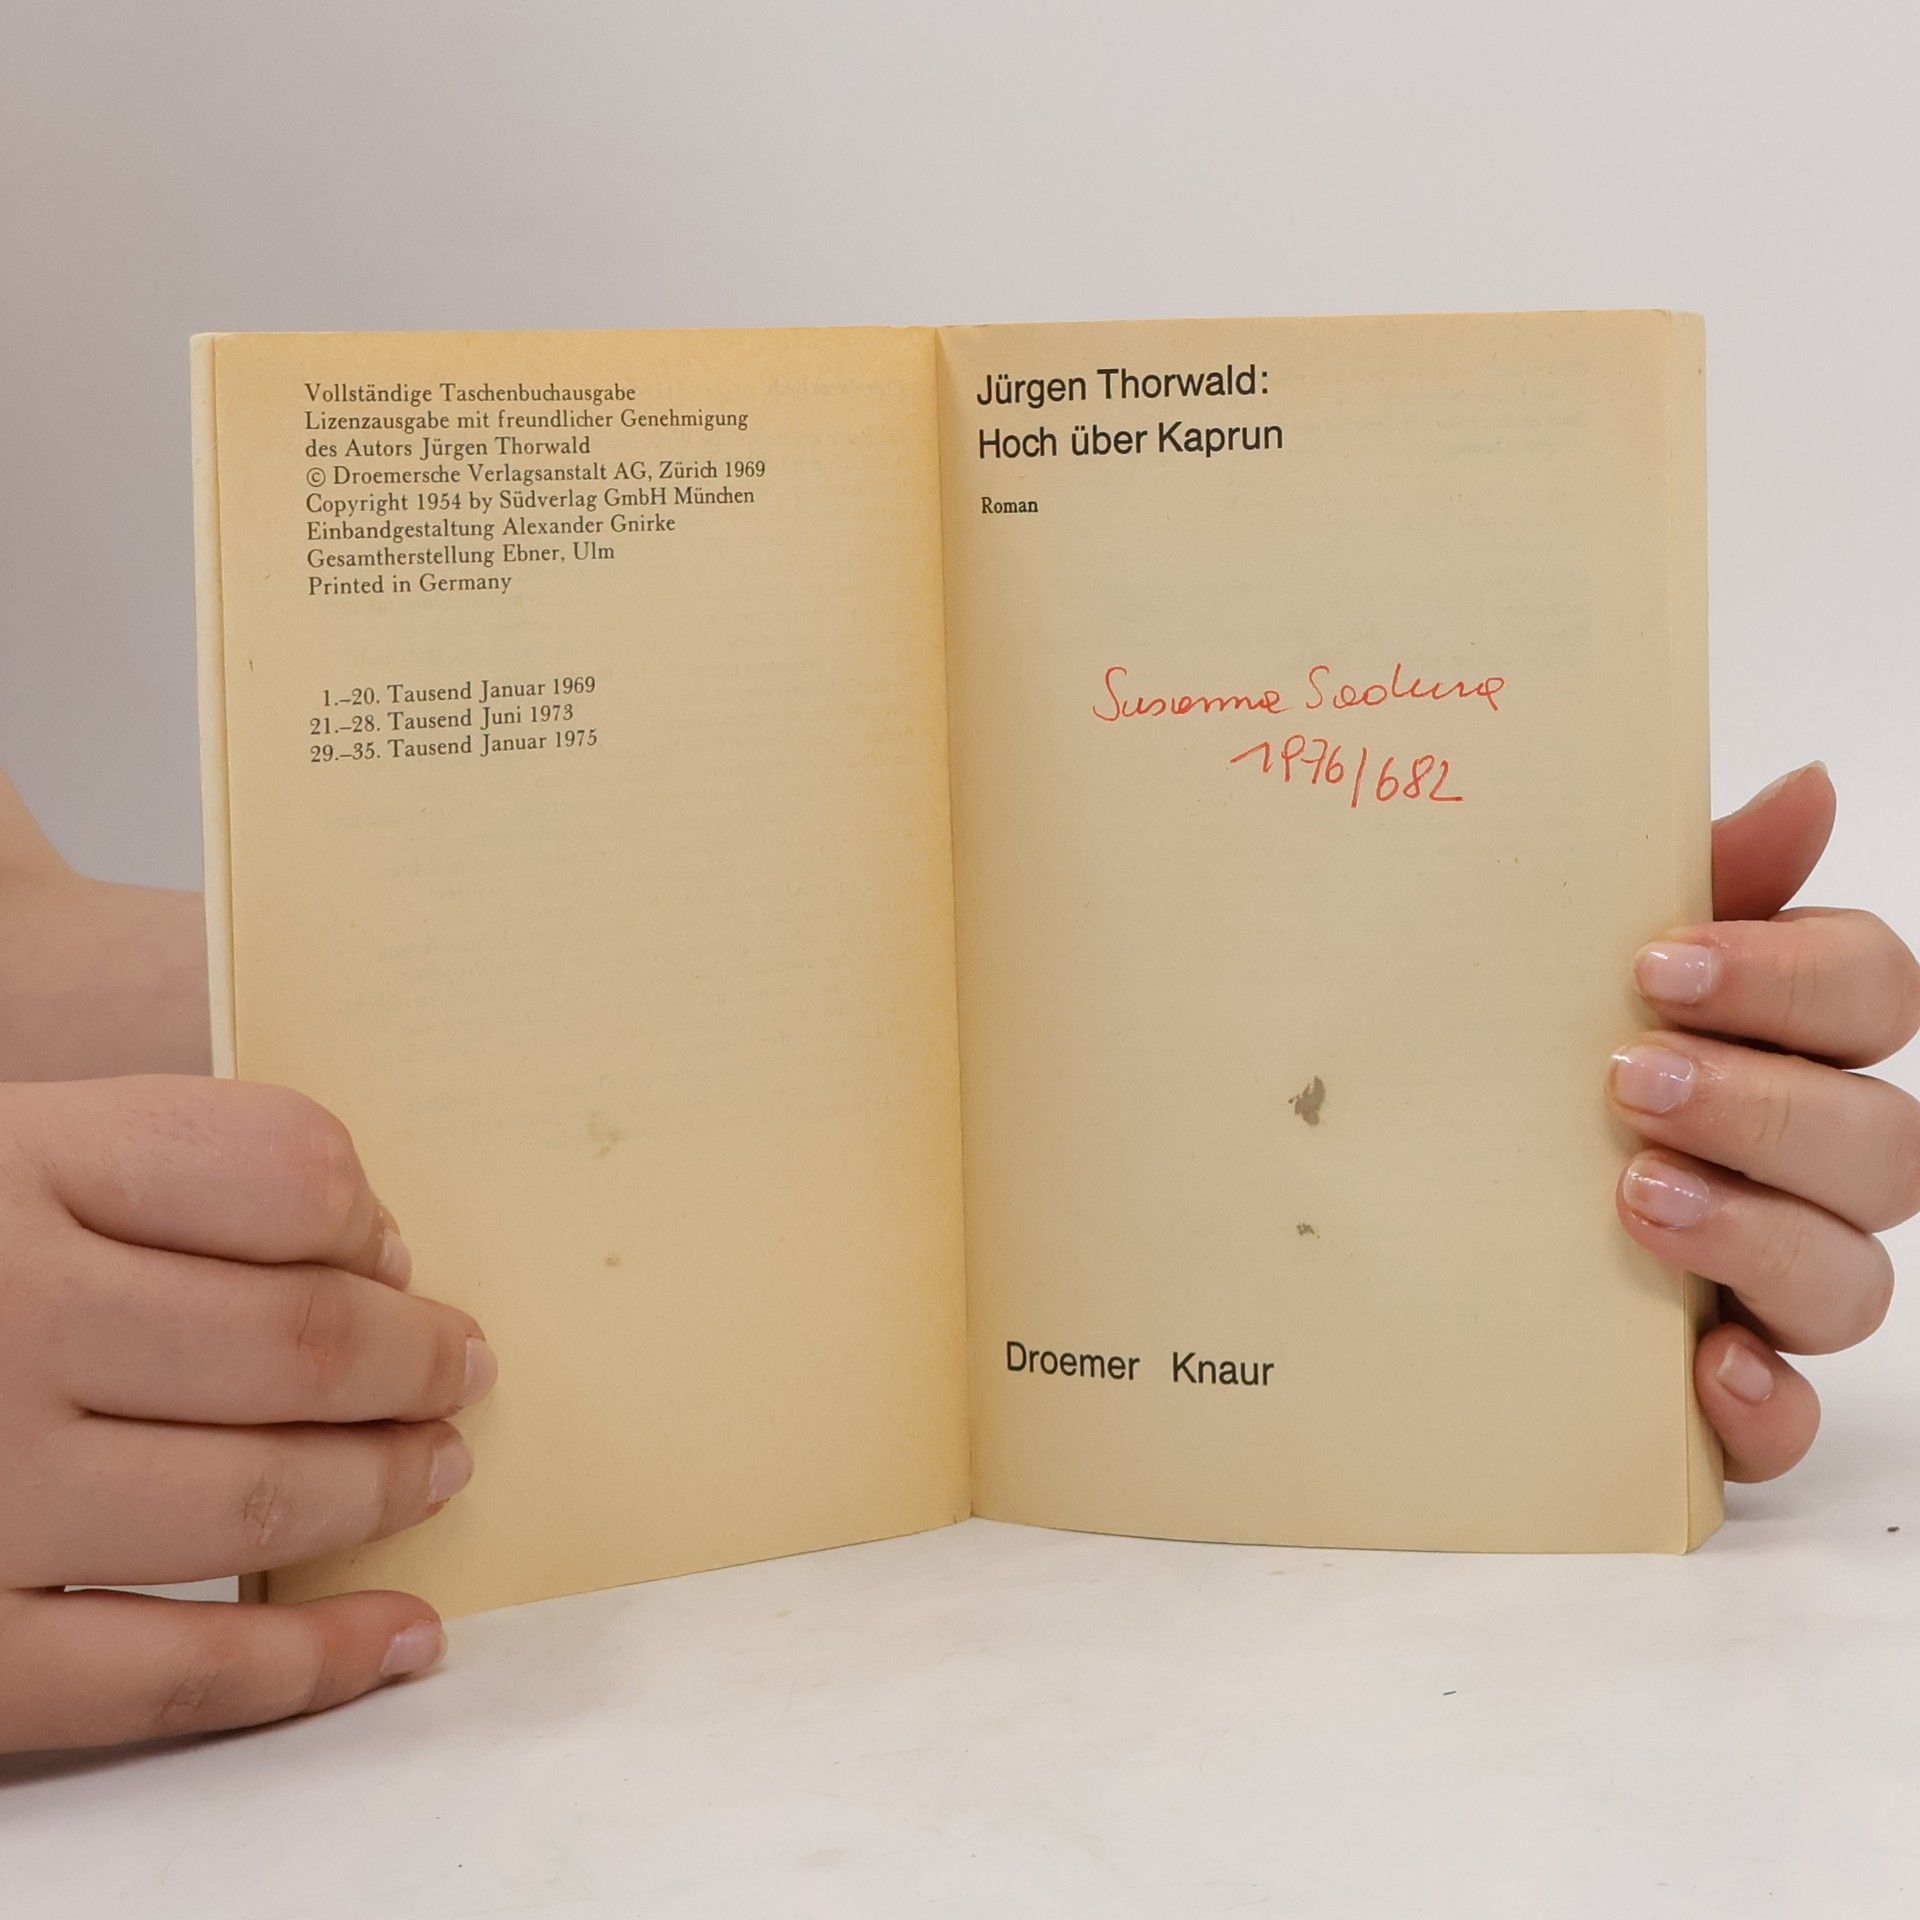 Vollständige Taschenbuchausgabe
Lizenzausgabe mit freundlicher Genehmigung
des Autors Jürgen Thorwald
© Droemersche Verlagsanstalt AG, Zürich 1969
Copyright 1954 by Südverlag GmbH München
Einbandgestaltung Alexander Gnirke
Gesamtherstellung Ebner, Ulm
Printed in Germany
1.–20. Tausend Januar 1969
21.–28. Tausend Juni 1973
29.–35. Tausend Januar 1975
Jürgen Thorwald:
Hoch über Kaprun
Roman
Susanna
1976/682
Droemer Knaur